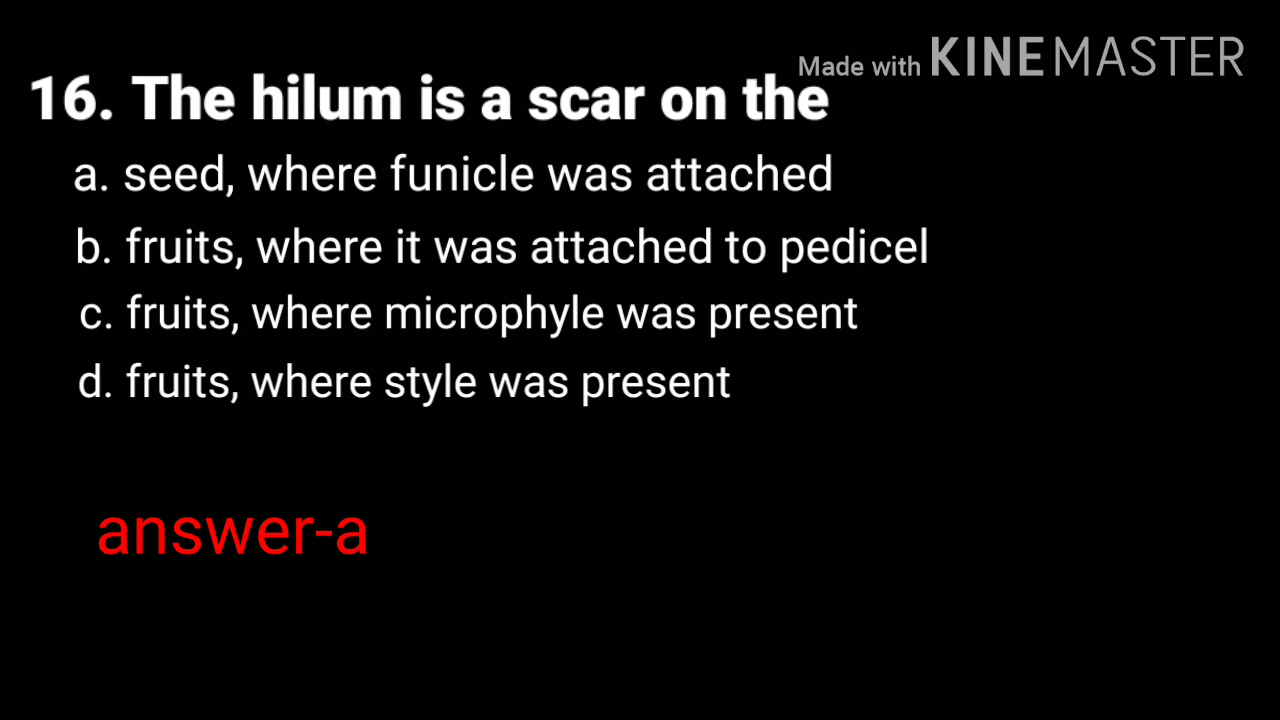 Made with KINEMASTER
16. The hilum is a scar on the
a. seed, where funicle was attached
b. fruits, where it was attached to pedicel
c. fruits, where microphyle was present
d. fruits, where style was present
answer-a